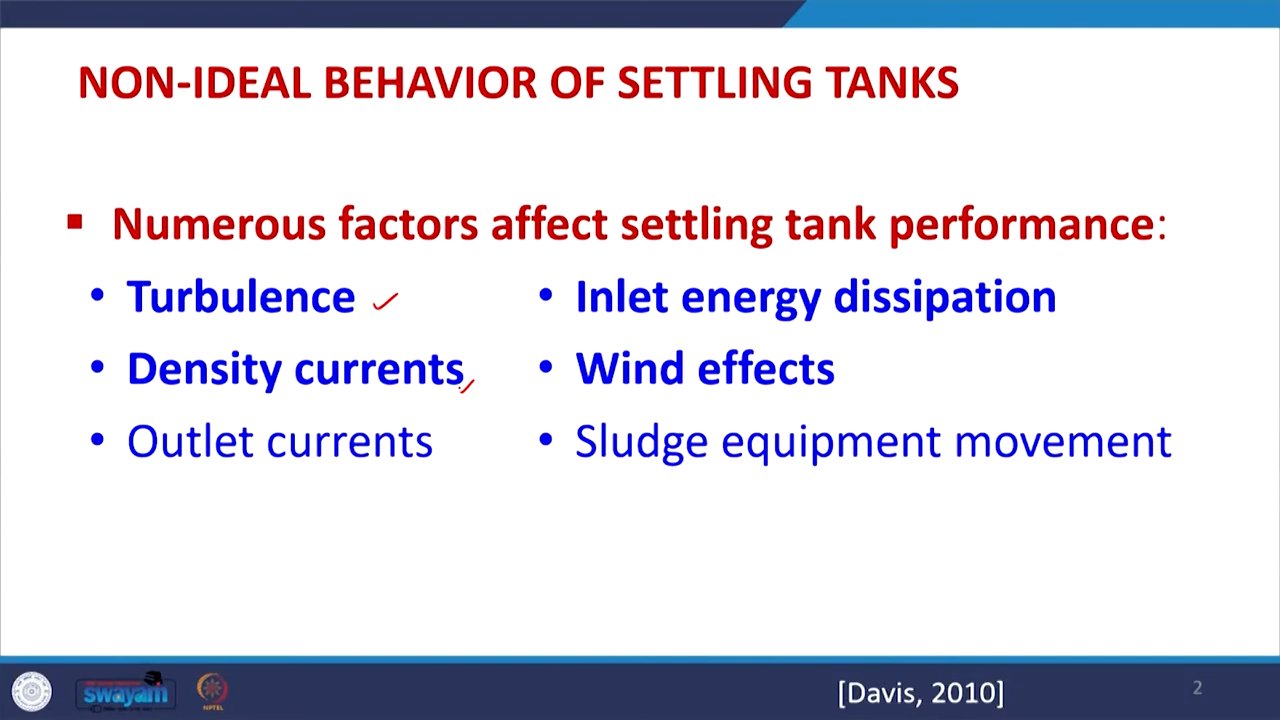 NON-IDEAL BEHAVIOR OF SETTLING TANKS
▪ Numerous factors affect settling tank performance:
• Turbulence
• Density currents
• Outlet currents
• Inlet energy dissipation
• Wind effects
• Sludge equipment movement
swayam
NPTEL
[Davis, 2010]
2